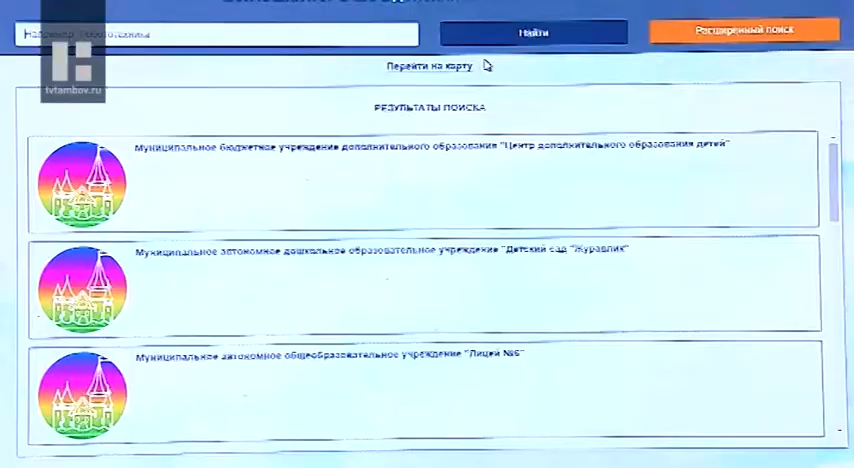 Например, робототехника
Найти
Расширенный поиск
Перейти на карту
tvtambov.ru
РЕЗУЛЬТАТЫ ПОИСКА
Муниципальное бюджетное учреждение дополнительного образования "Центр дополнительного образования детей"
Муниципальное автономное дошкольное образовательное учреждение "Детский сад "Журавлик"
Муниципальное автономное общеобразовательное учреждение "Лицей №6"